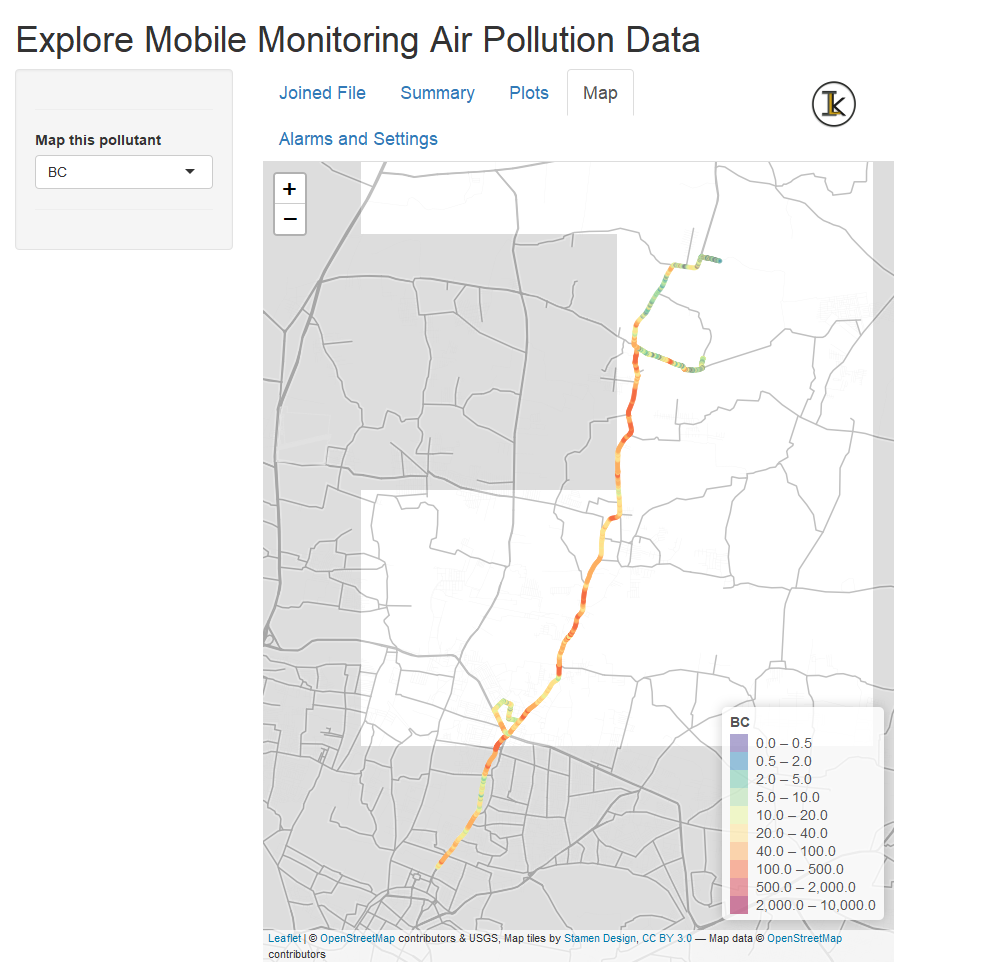 Explore Mobile Monitoring Air Pollution Data
Joined File
Summary
Plots
Map
Alarms and Settings
Map this pollutant
BC
+
−
BC
0.0 – 0.5
0.5 – 2.0
2.0 – 5.0
5.0 – 10.0
10.0 – 20.0
20.0 – 40.0
40.0 – 100.0
100.0 – 500.0
500.0 – 2,000.0
2,000.0 – 10,000.0
Leaflet | © OpenStreetMap contributors & USGS, Map tiles by Stamen Design, CC BY 3.0 — Map data © OpenStreetMap
contributors